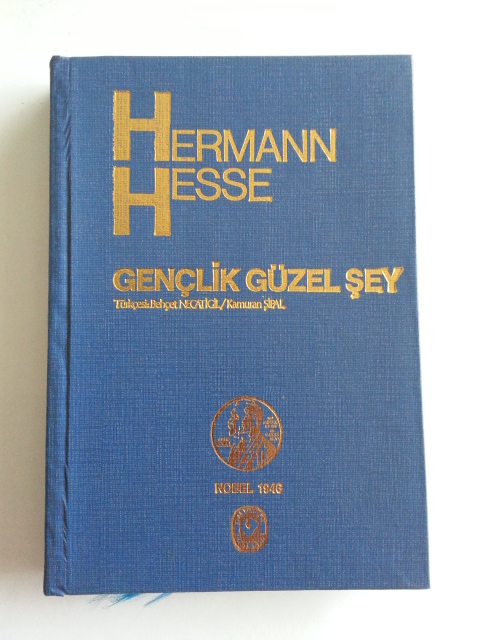 HERMANN
HESSE
GENÇLİK GÜZEL ŞEY
Türkçesi: Behçet NECATİGİL / Kamuran ŞİPAL
NOBEL 1946